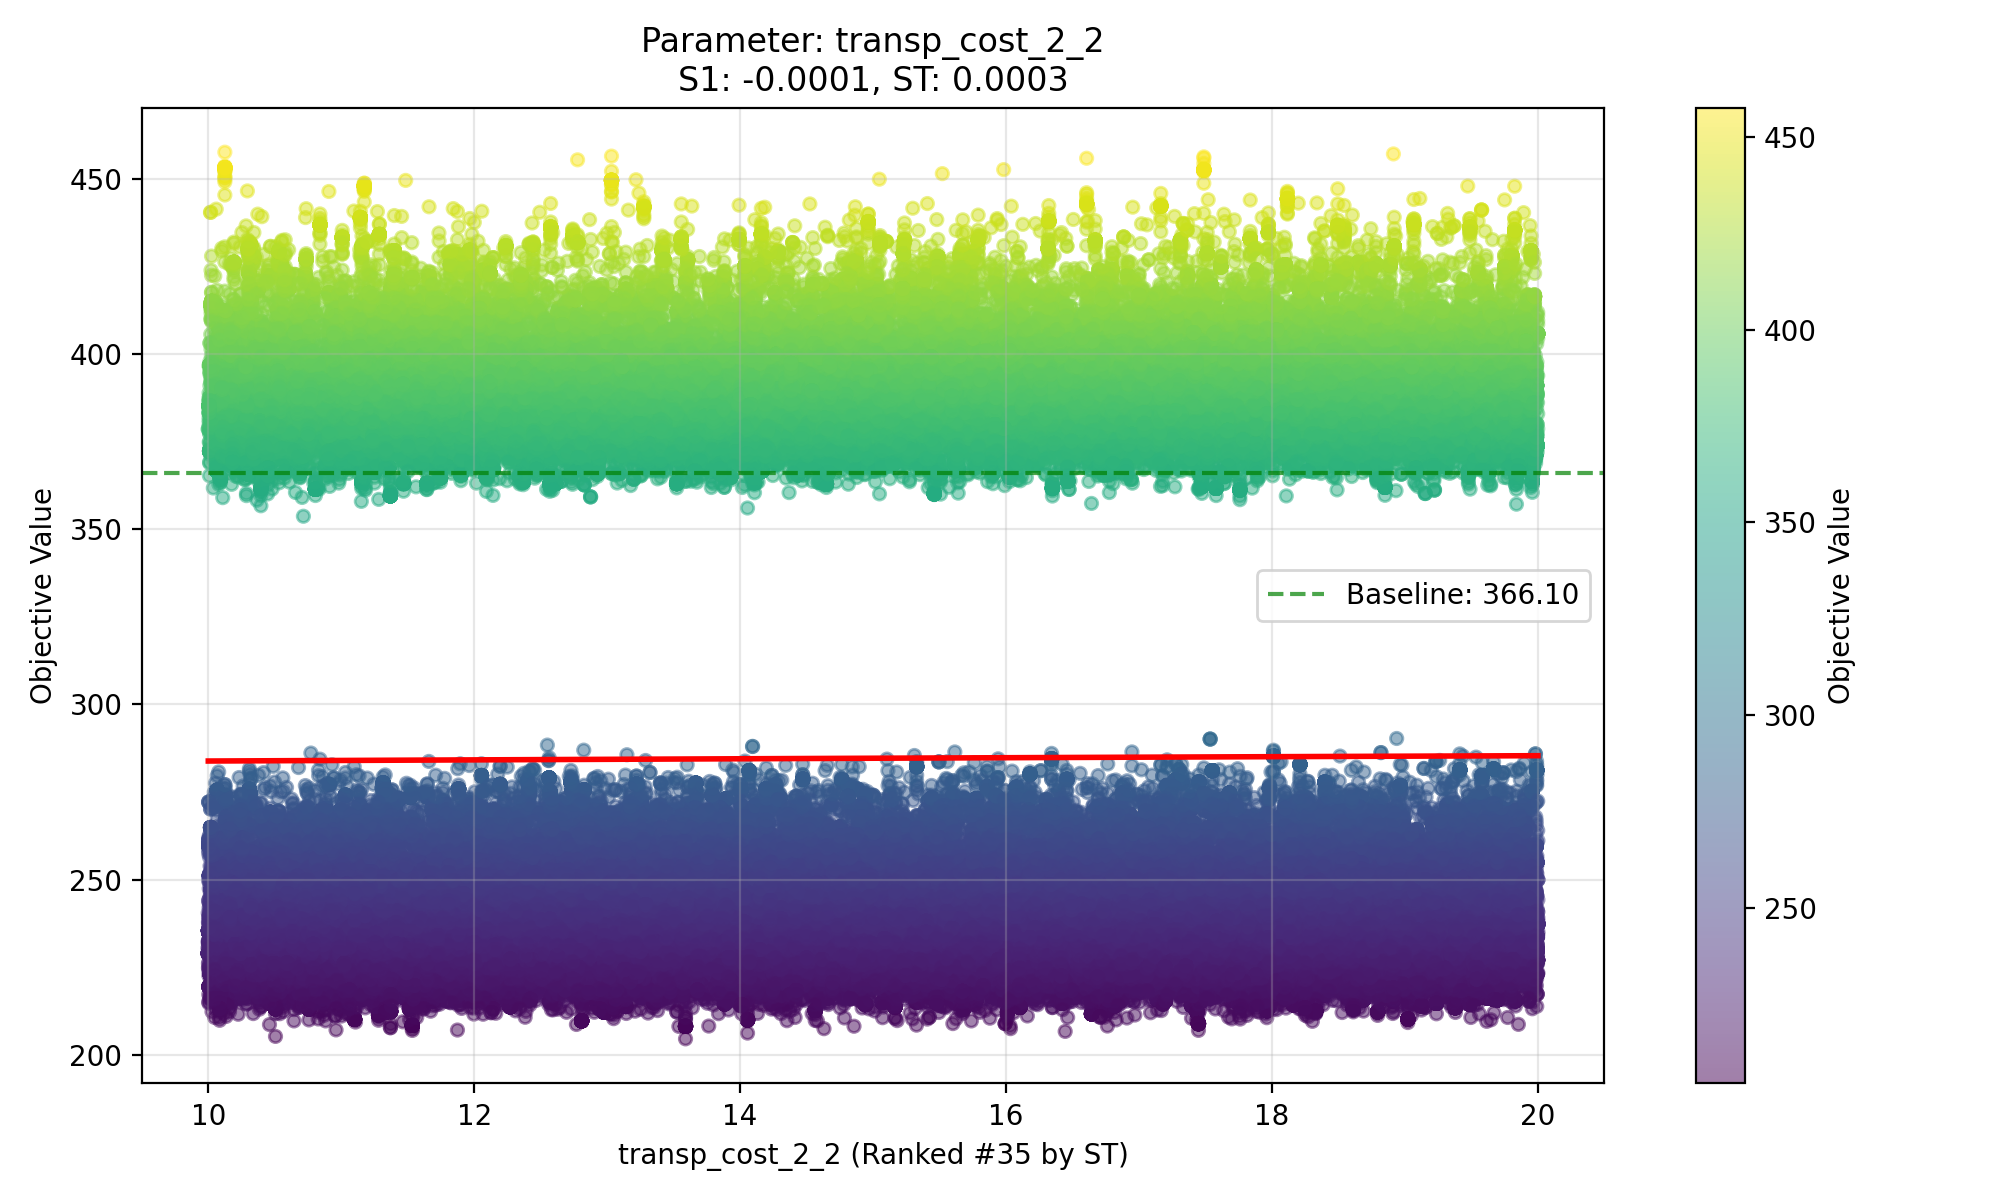 Parameter: transp_cost_2_2
S1: -0.0001, ST: 0.0003
Objective Value
450
400
350
300
250
200
Baseline: 366.10
10
12
14
16
18
20
transp_cost_2_2 (Ranked #35 by ST)
450
400
350
300
250
Objective Value